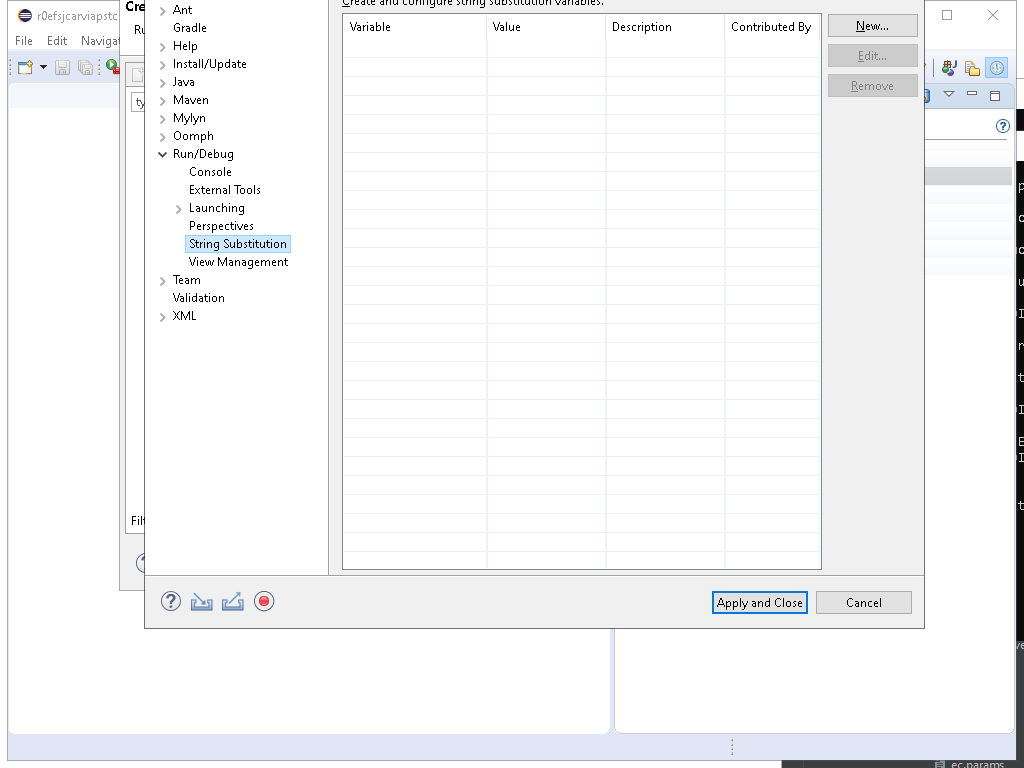 r0efsjcarviapstc
File Edit Navigat
Cre
Ru
ty
Filt
Ant
Gradle
Help
Install/Update
Java
Maven
Mylyn
Oomph
Run/Debug
Console
External Tools
Launching
Perspectives
String Substitution
View Management
Team
Validation
XML
Create and configure string substitution variables.
Variable Value Description Contributed By
New...
Edit...
Remove
Apply and Close
Cancel
ec.params